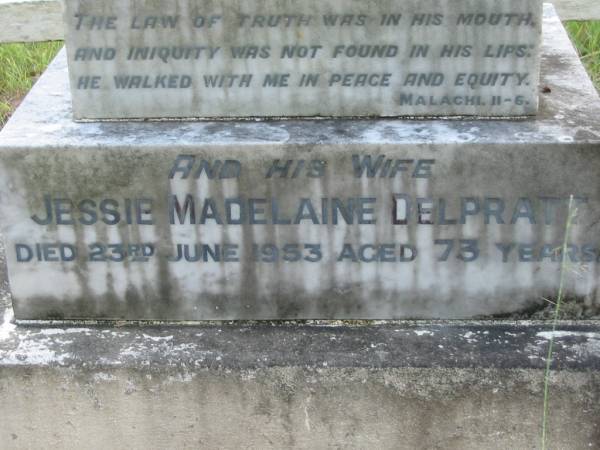 The law of truth was in his mouth,
and iniquity was not found in his lips:
he walked with me in peace and equity.
Malachi. II-6.
And his Wife
Jessie Madelaine Delpratt
Died 23rd June 1953 aged 73 years